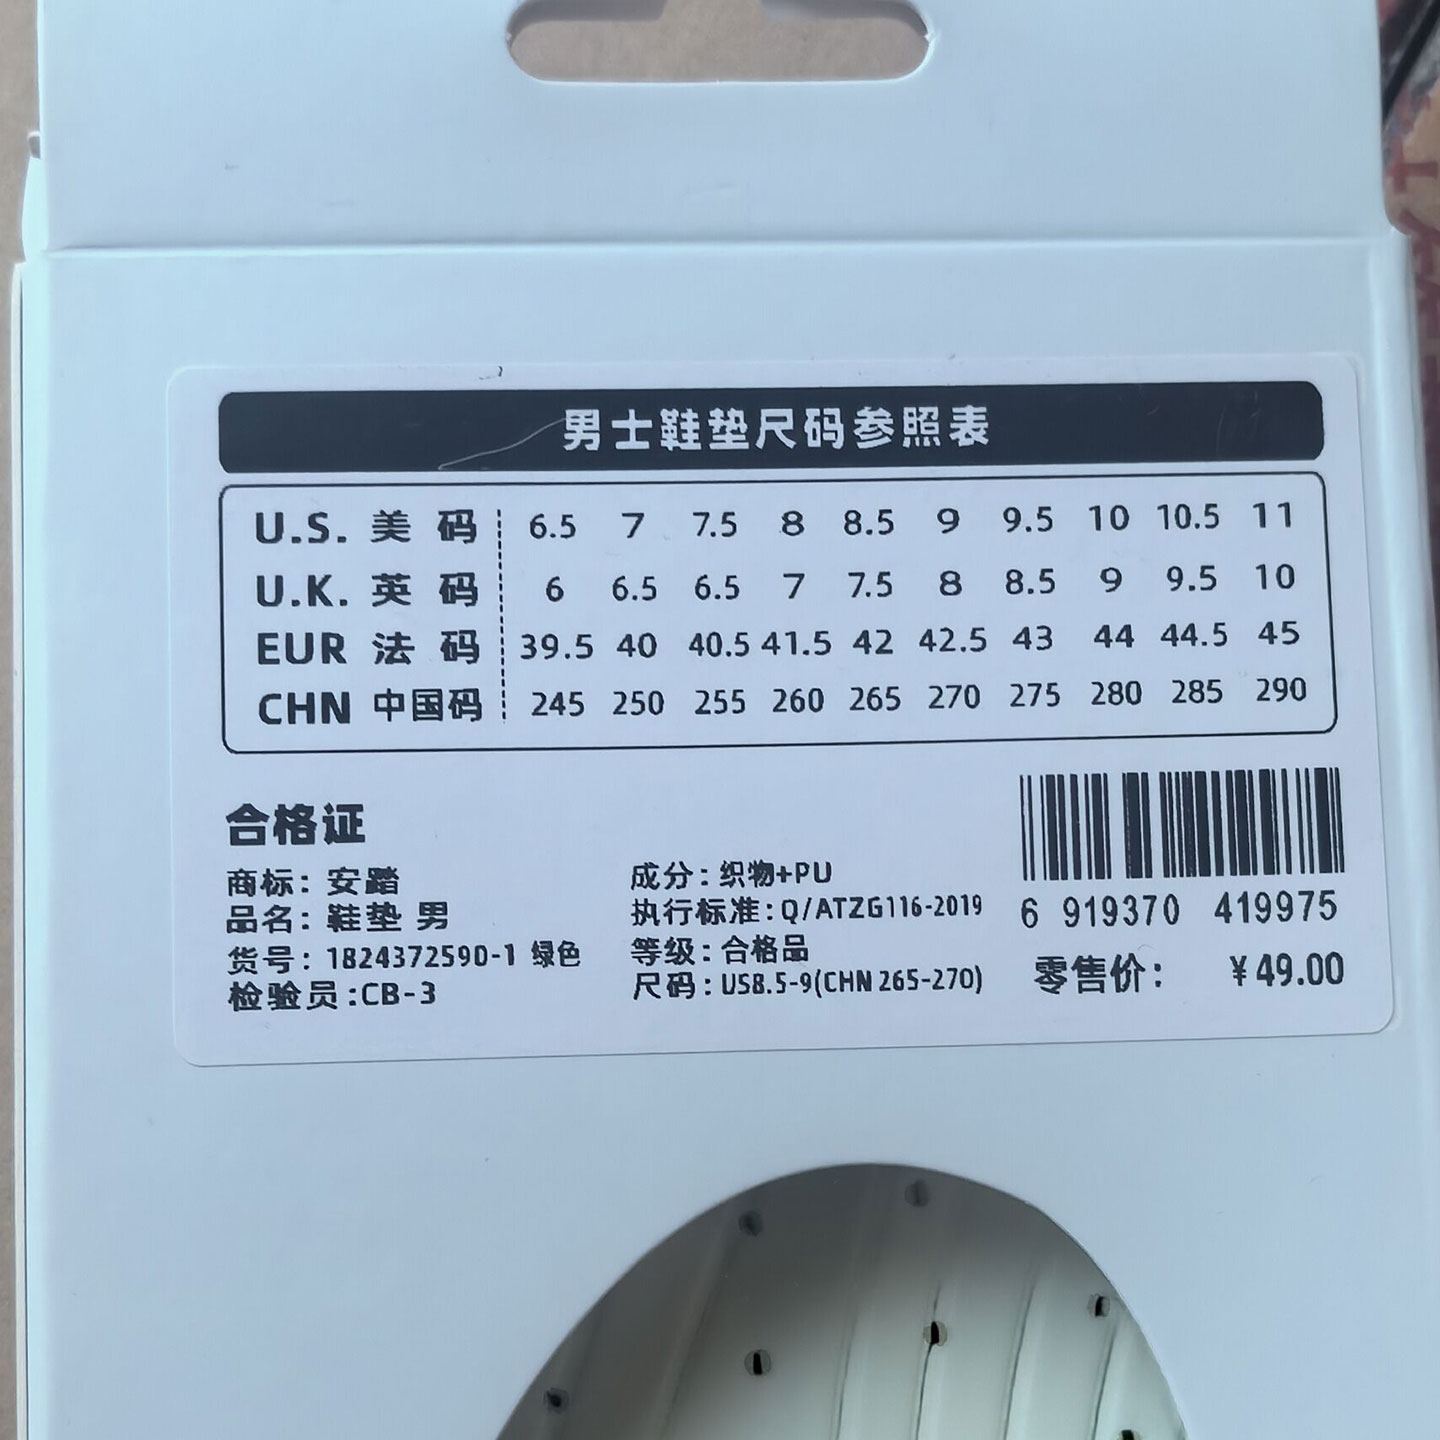 男士鞋垫尺码参照表
U.S. 美 码 6.5 7 7.5 8 8.5 9 9.5 10 10.5 11
U.K. 英 码 6 6.5 6.5 7 7.5 8 8.5 9 9.5 10
EUR 法 码 39.5 40 40.5 41.5 42 42.5 43 44 44.5 45
CHN 中国码 245 250 255 260 265 270 275 280 285 290
合格证
商标: 安踏
品名: 鞋垫 男
货号: 1824372590-1 绿色
检验员:CB-3
成分: 织物+PU
执行标准:Q/ATZG116-2019
等级: 合格品
尺码: US8.5-9(CHN 265-270)
6 919370 419975
零售价: ¥49.00